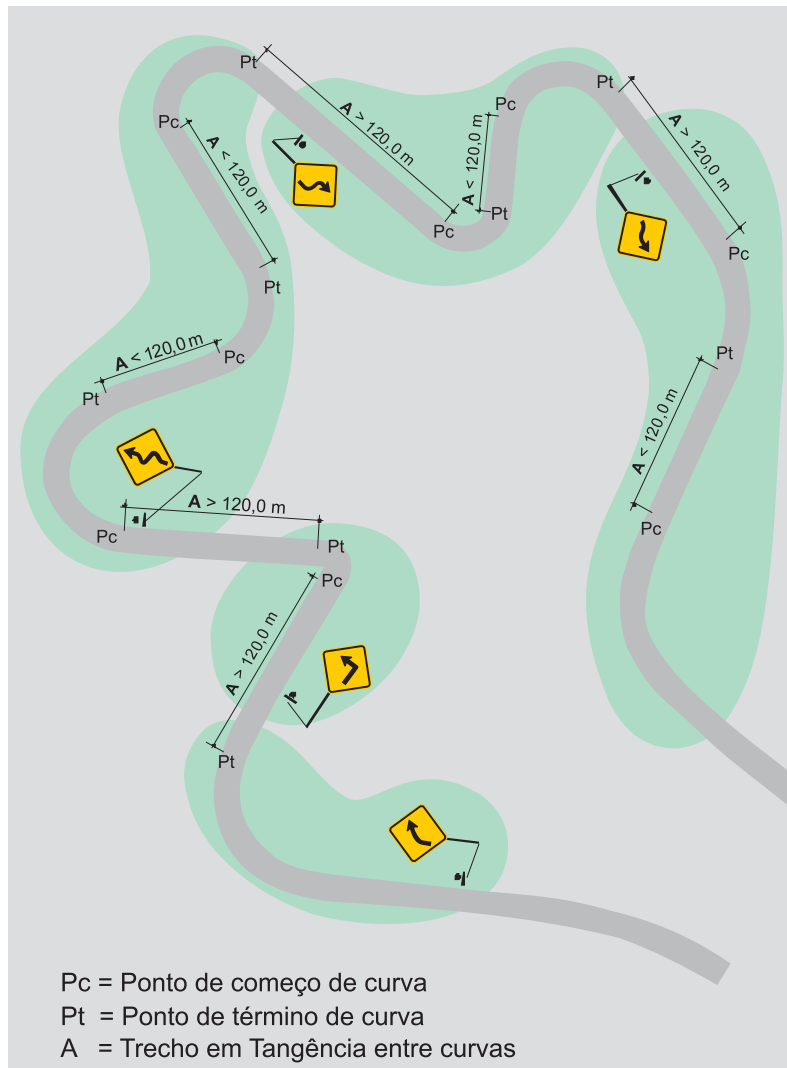 Pt
A > 120,0 m
Pc
A < 120,0 m
Pt
Pc
A < 120,0 m
Pt
Pc
Pt
A > 120,0 m
Pc
Pt
A < 120,0 m
Pc
Pt
A < 120,0 m
Pc
Pt
Pc
A > 120,0 m
Pt
Pc
A > 120,0 m
Pt
Pc = Ponto de começo de curva
Pt = Ponto de término de curva
A = Trecho em Tangência entre curvas